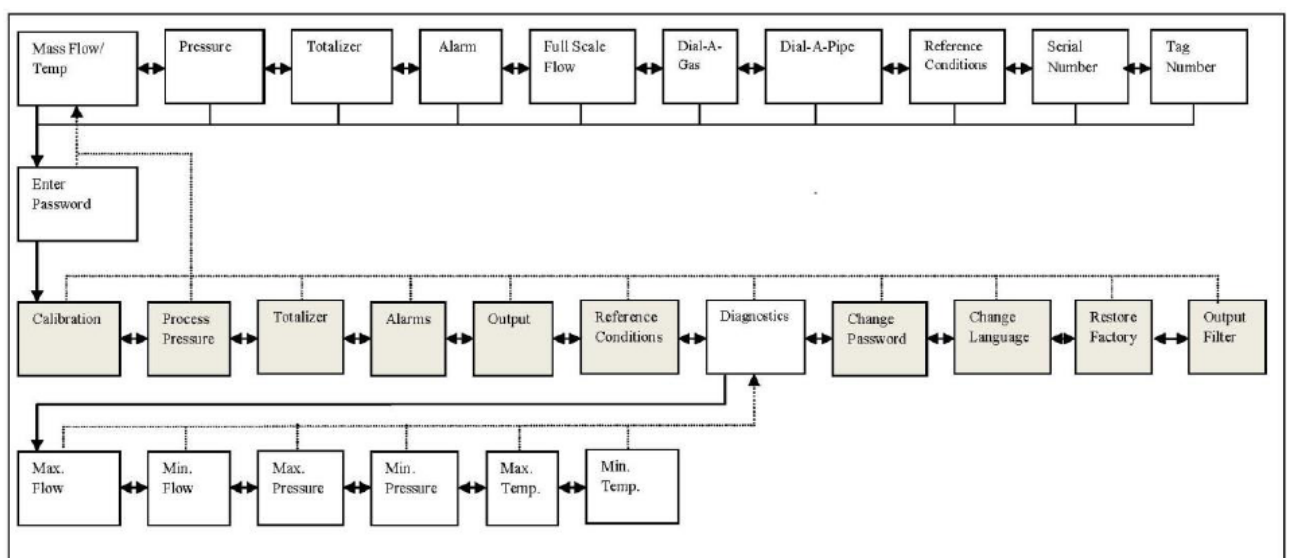 Mass Flow/
Temp
Pressure
Totalizer
Alarm
Full Scale
Flow
Dial-A-
Gas
Dial-A-Pipe
Reference
Conditions
Serial
Number
Tag
Number
Enter
Password
Calibration
Process
Pressure
Totalizer
Alarms
Output
Reference
Conditions
Diagnostics
Change
Password
Change
Language
Restore
Factory
Output
Filter
Max.
Flow
Min.
Flow
Max.
Pressure
Min.
Pressure
Max.
Temp.
Min.
Temp.